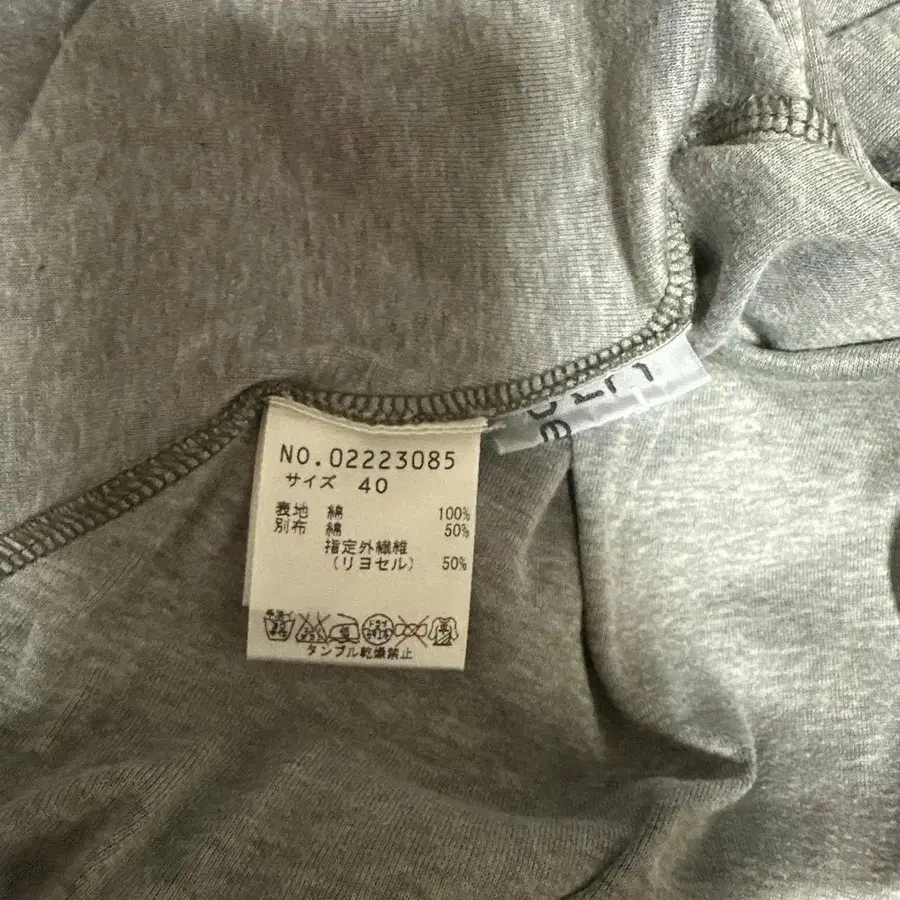 NO.02223085
サイズ 40
表地 綿 100%
別布 綿 50%
指定外繊維
(リヨセル) 50%
タンブル乾燥禁止